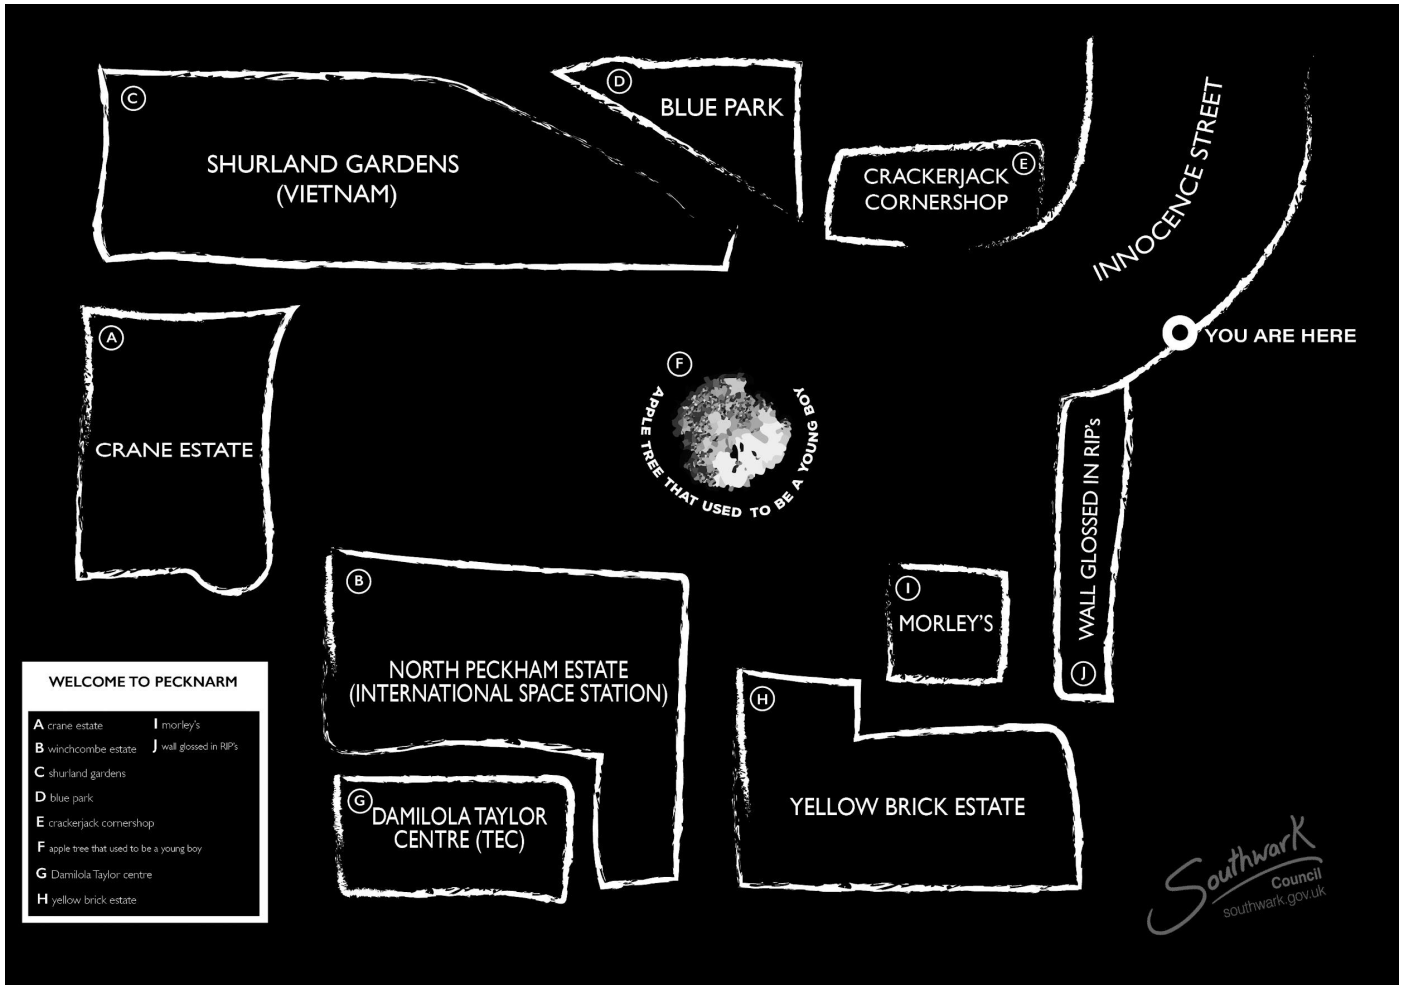 C
SHURLAND GARDENS
(VIETNAM)
D
BLUE PARK
E
CRACKERJACK
CORNERSHOP
INNOCENCE STREET
YOU ARE HERE
A
CRANE ESTATE
F
APPLE TREE THAT USED TO BE A YOUNG BOY
WALL GLOSSED IN RIP's
J
B
NORTH PECKHAM ESTATE
(INTERNATIONAL SPACE STATION)
I
MORLEY'S
H
YELLOW BRICK ESTATE
G
DAMILOLA TAYLOR
CENTRE (TEC)
WELCOME TO PECKNARM
A crane estate
B winchcombe estate
C shurland gardens
D blue park
E crackerjack cornershop
F apple tree that used to be a young boy
G Damilola Taylor centre
H yellow brick estate
I morley's
J wall glossed in RIP's
Southwark
Council
southwark.gov.uk